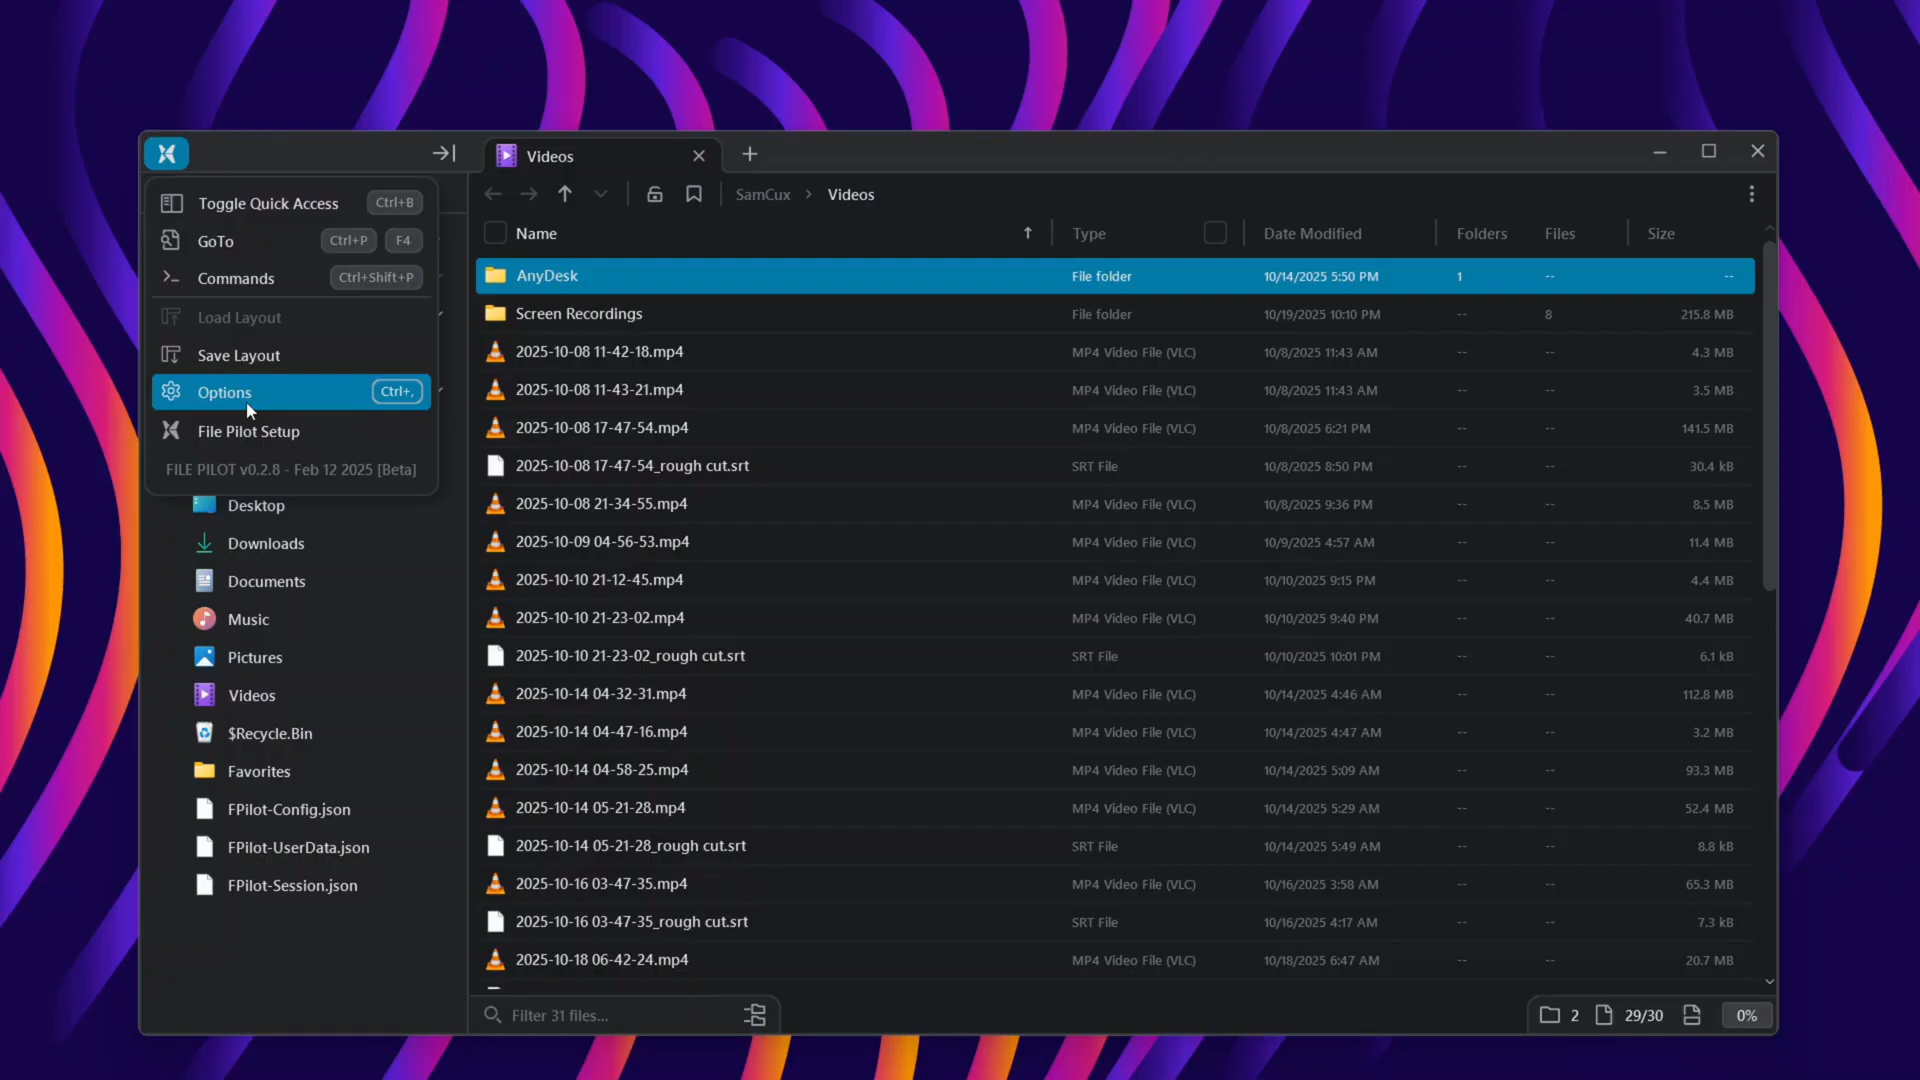 Videos
Toggle Quick Access Ctrl+B
GoTo Ctrl+P F4
Commands Ctrl+Shift+P
Load Layout
Save Layout
Options Ctrl+,
File Pilot Setup
FILE PILOT v0.2.8 - Feb 12 2025 [Beta]
Desktop
Downloads
Documents
Music
Pictures
Videos
$Recycle.Bin
Favorites
FPilot-Config.json
FPilot-UserData.json
FPilot-Session.json
SamCux > Videos
Name Type Date Modified Folders Files Size
AnyDesk File folder 10/14/2025 5:50 PM 1 -- --
Screen Recordings File folder 10/19/2025 10:10 PM -- 8 215.8 MB
2025-10-08 11-42-18.mp4 MP4 Video File (VLC) 10/8/2025 11:43 AM -- -- 4.3 MB
2025-10-08 11-43-21.mp4 MP4 Video File (VLC) 10/8/2025 11:43 AM -- -- 3.5 MB
2025-10-08 17-47-54.mp4 MP4 Video File (VLC) 10/8/2025 6:21 PM -- -- 141.5 MB
2025-10-08 17-47-54_rough cut.srt SRT File 10/8/2025 8:50 PM -- -- 30.4 kB
2025-10-08 21-34-55.mp4 MP4 Video File (VLC) 10/8/2025 9:36 PM -- -- 8.5 MB
2025-10-09 04-56-53.mp4 MP4 Video File (VLC) 10/9/2025 4:57 AM -- -- 11.4 MB
2025-10-10 21-12-45.mp4 MP4 Video File (VLC) 10/10/2025 9:15 PM -- -- 4.4 MB
2025-10-10 21-23-02.mp4 MP4 Video File (VLC) 10/10/2025 9:40 PM -- -- 40.7 MB
2025-10-10 21-23-02_rough cut.srt SRT File 10/10/2025 10:01 PM -- -- 6.1 kB
2025-10-14 04-32-31.mp4 MP4 Video File (VLC) 10/14/2025 4:46 AM -- -- 112.8 MB
2025-10-14 04-47-16.mp4 MP4 Video File (VLC) 10/14/2025 4:47 AM -- -- 3.2 MB
2025-10-14 04-58-25.mp4 MP4 Video File (VLC) 10/14/2025 5:09 AM -- -- 93.3 MB
2025-10-14 05-21-28.mp4 MP4 Video File (VLC) 10/14/2025 5:29 AM -- -- 52.4 MB
2025-10-14 05-21-28_rough cut.srt SRT File 10/14/2025 5:49 AM -- -- 8.8 kB
2025-10-16 03-47-35.mp4 MP4 Video File (VLC) 10/16/2025 3:58 AM -- -- 65.3 MB
2025-10-16 03-47-35_rough cut.srt SRT File 10/16/2025 4:17 AM -- -- 7.3 kB
2025-10-18 06-42-24.mp4 MP4 Video File (VLC) 10/18/2025 6:47 AM -- -- 20.7 MB
Filter 31 files...
2 29/30 0%